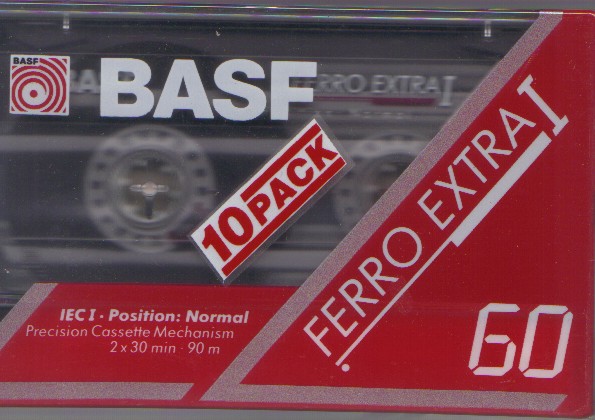 BASF
BASF
FERRO EXTRA I
10 PACK
FERRO EXTRA I
IEC I · Position: Normal
Precision Cassette Mechanism
2 x 30 min · 90 m
60